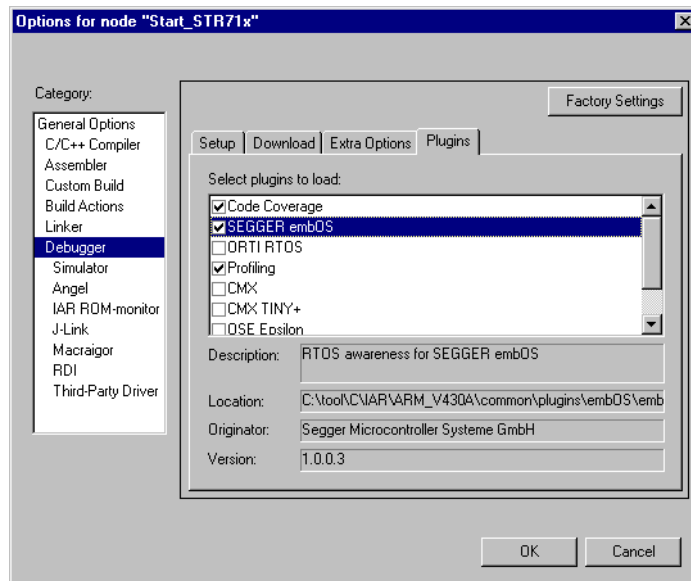 Options for node "Start_STR71x"
Category:
General Options
C/C++ Compiler
Assembler
Custom Build
Build Actions
Linker
Debugger
Simulator
Angel
IAR ROM-monitor
J-Link
Macraigor
RDI
Third-Party Driver
Factory Settings
Setup Download Extra Options Plugins
Select plugins to load:
Code Coverage
SEGGER embOS
ORTI RTOS
Profiling
CMX
CMX TINY+
OSE Epsilon
Description: RTOS awareness for SEGGER embOS
Location: C:\tool\C\IAR\ARM_V430A\common\plugins\embOS\emb
Originator: Segger Microcontroller Systeme GmbH
Version: 1.0.0.3
OK Cancel